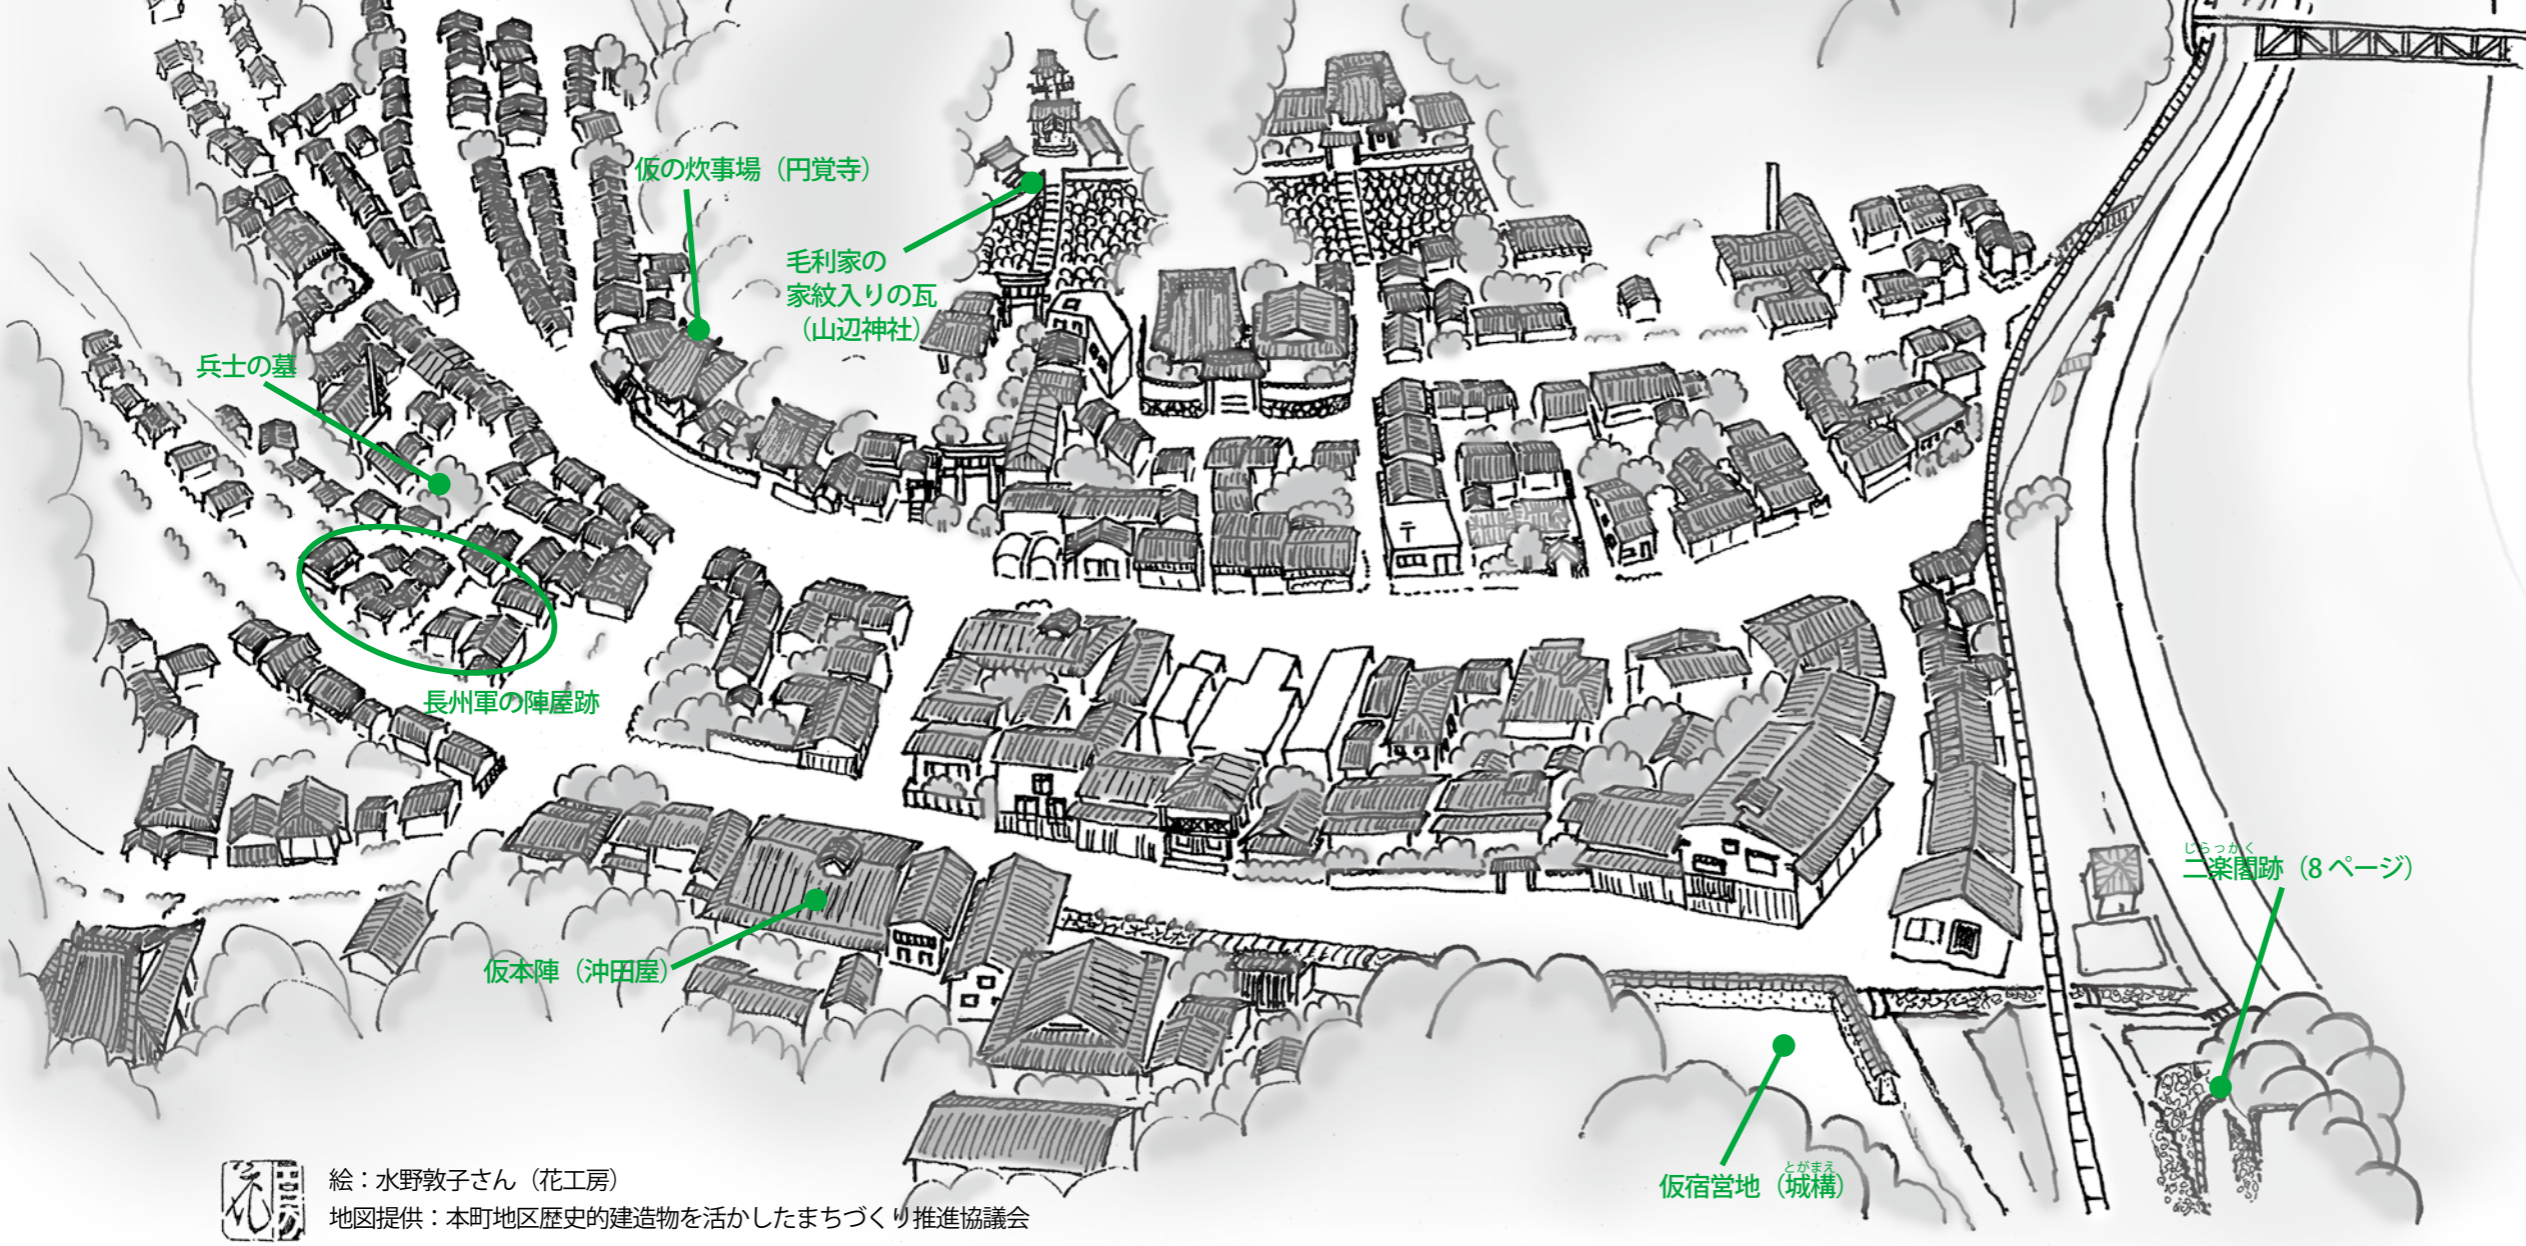 仮の炊事場（円覚寺）
毛利家の
家紋入りの瓦
（山辺神社）
兵士の墓
長州軍の陣屋跡
仮本陣（沖田屋）
じらっかく
二楽閣跡（8 ページ）
とがまえ
仮宿営地（城構）
〒
絵：水野敦子さん（花工房）
地図提供：本町地区歴史的建造物を活かしたまちづくり推進協議会